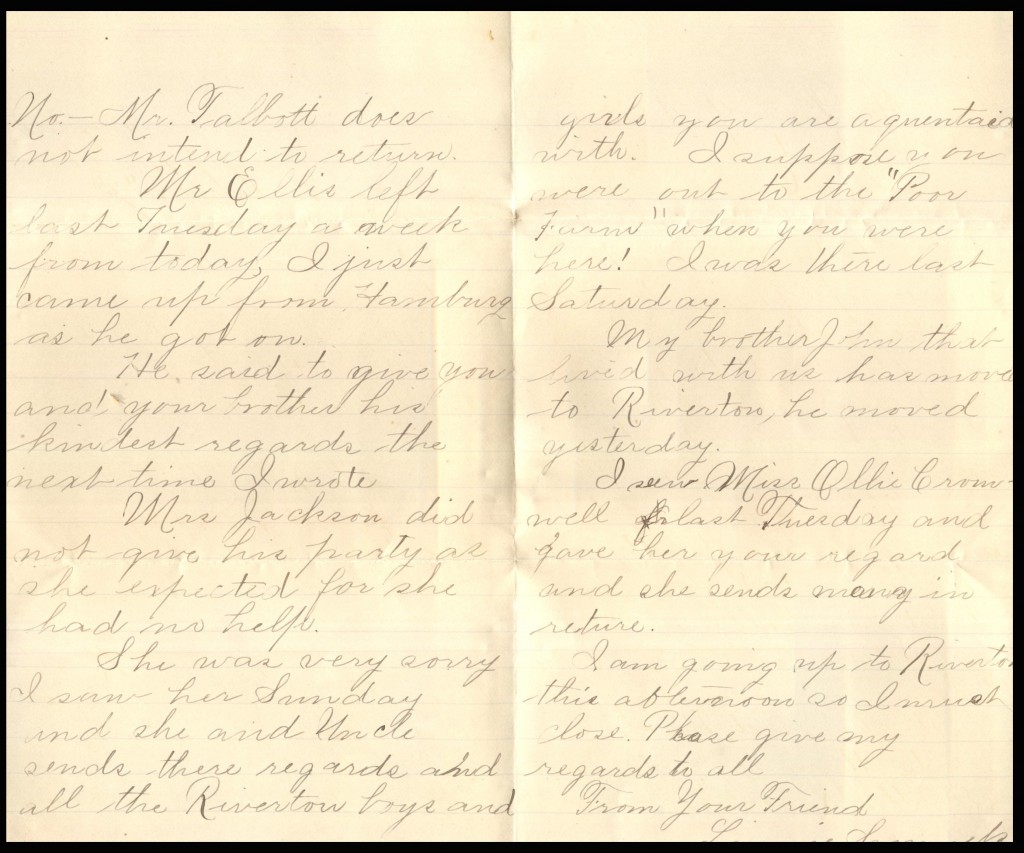 No.— Mr. Talbott does
not intend to return.
Mr Ellis left
last Tuesday a week
from today, I just
came up from Hamburg
as he got on.
He said to give you
and your brother his
kindest regards the
next time I wrote
Mrs Jackson did
not give his party as
she expected for she
had no help.
She was very sorry
I saw her Sunday
and she and Uncle
sends there regards and
all the Riverton boys and
girls you are aquentaed
with. I suppose you
were out to the "Poor
Farm" when you were
here! I was there last
Saturday.
My brother John that
lived with us has move
to Riverton, he moved
yesterday.
I saw Miss Ollie Crom-
well last Tuesday and
gave her your regard
and she sends many in
reture.
I am going up to Riverton
this afternoon so I must
close. Please give my
regards to all
From Your Friend